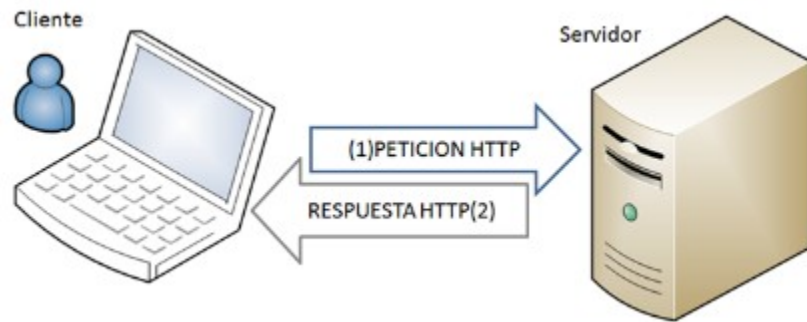 Cliente
Servidor
(1)PETICION HTTP
RESPUESTA HTTP(2)